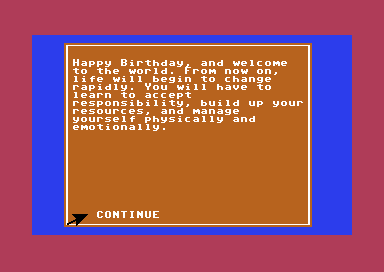 Happy Birthday, and welcome
to the world. From now on,
life will begin to change
rapidly. You will have to
learn to accept
responsibility, build up your
resources, and manage
yourself physically and
emotionally.
CONTINUE